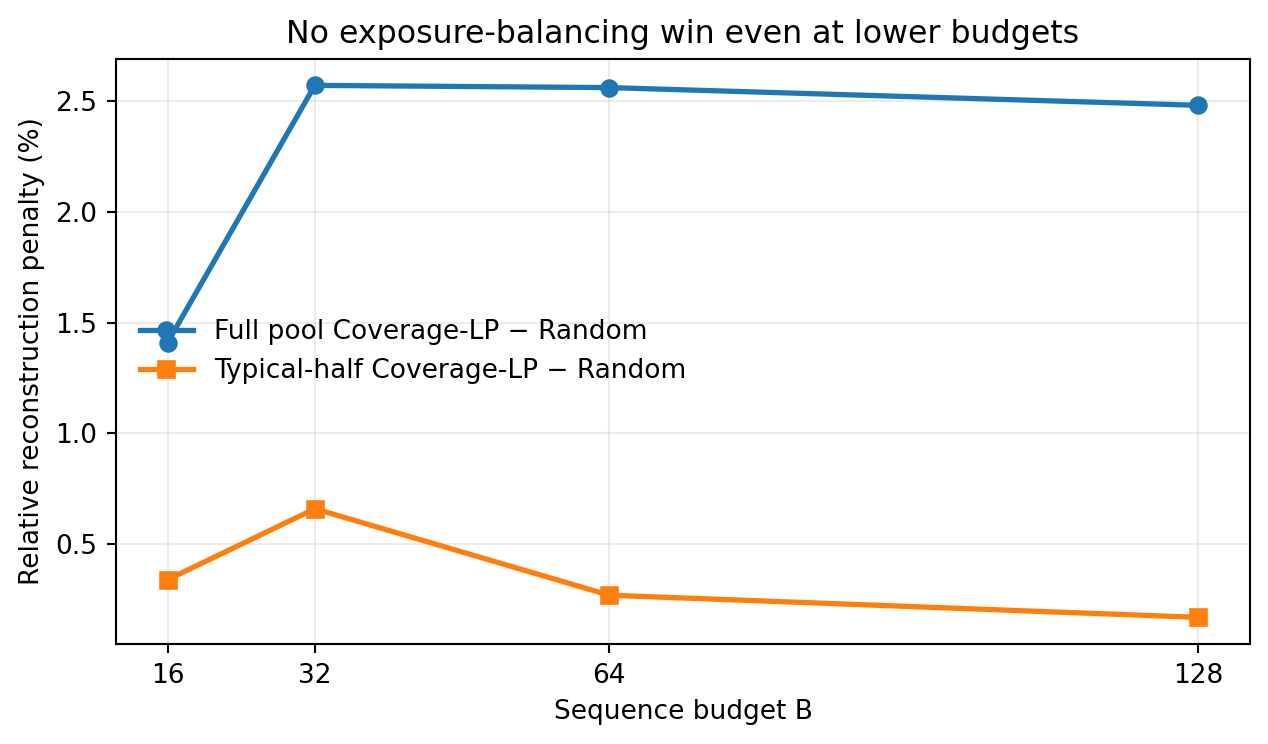 No exposure-balancing win even at lower budgets
Relative reconstruction penalty (%)
2.5
2.0
1.5
1.0
0.5
Full pool Coverage-LP − Random
Typical-half Coverage-LP − Random
16 32 64 128
Sequence budget B